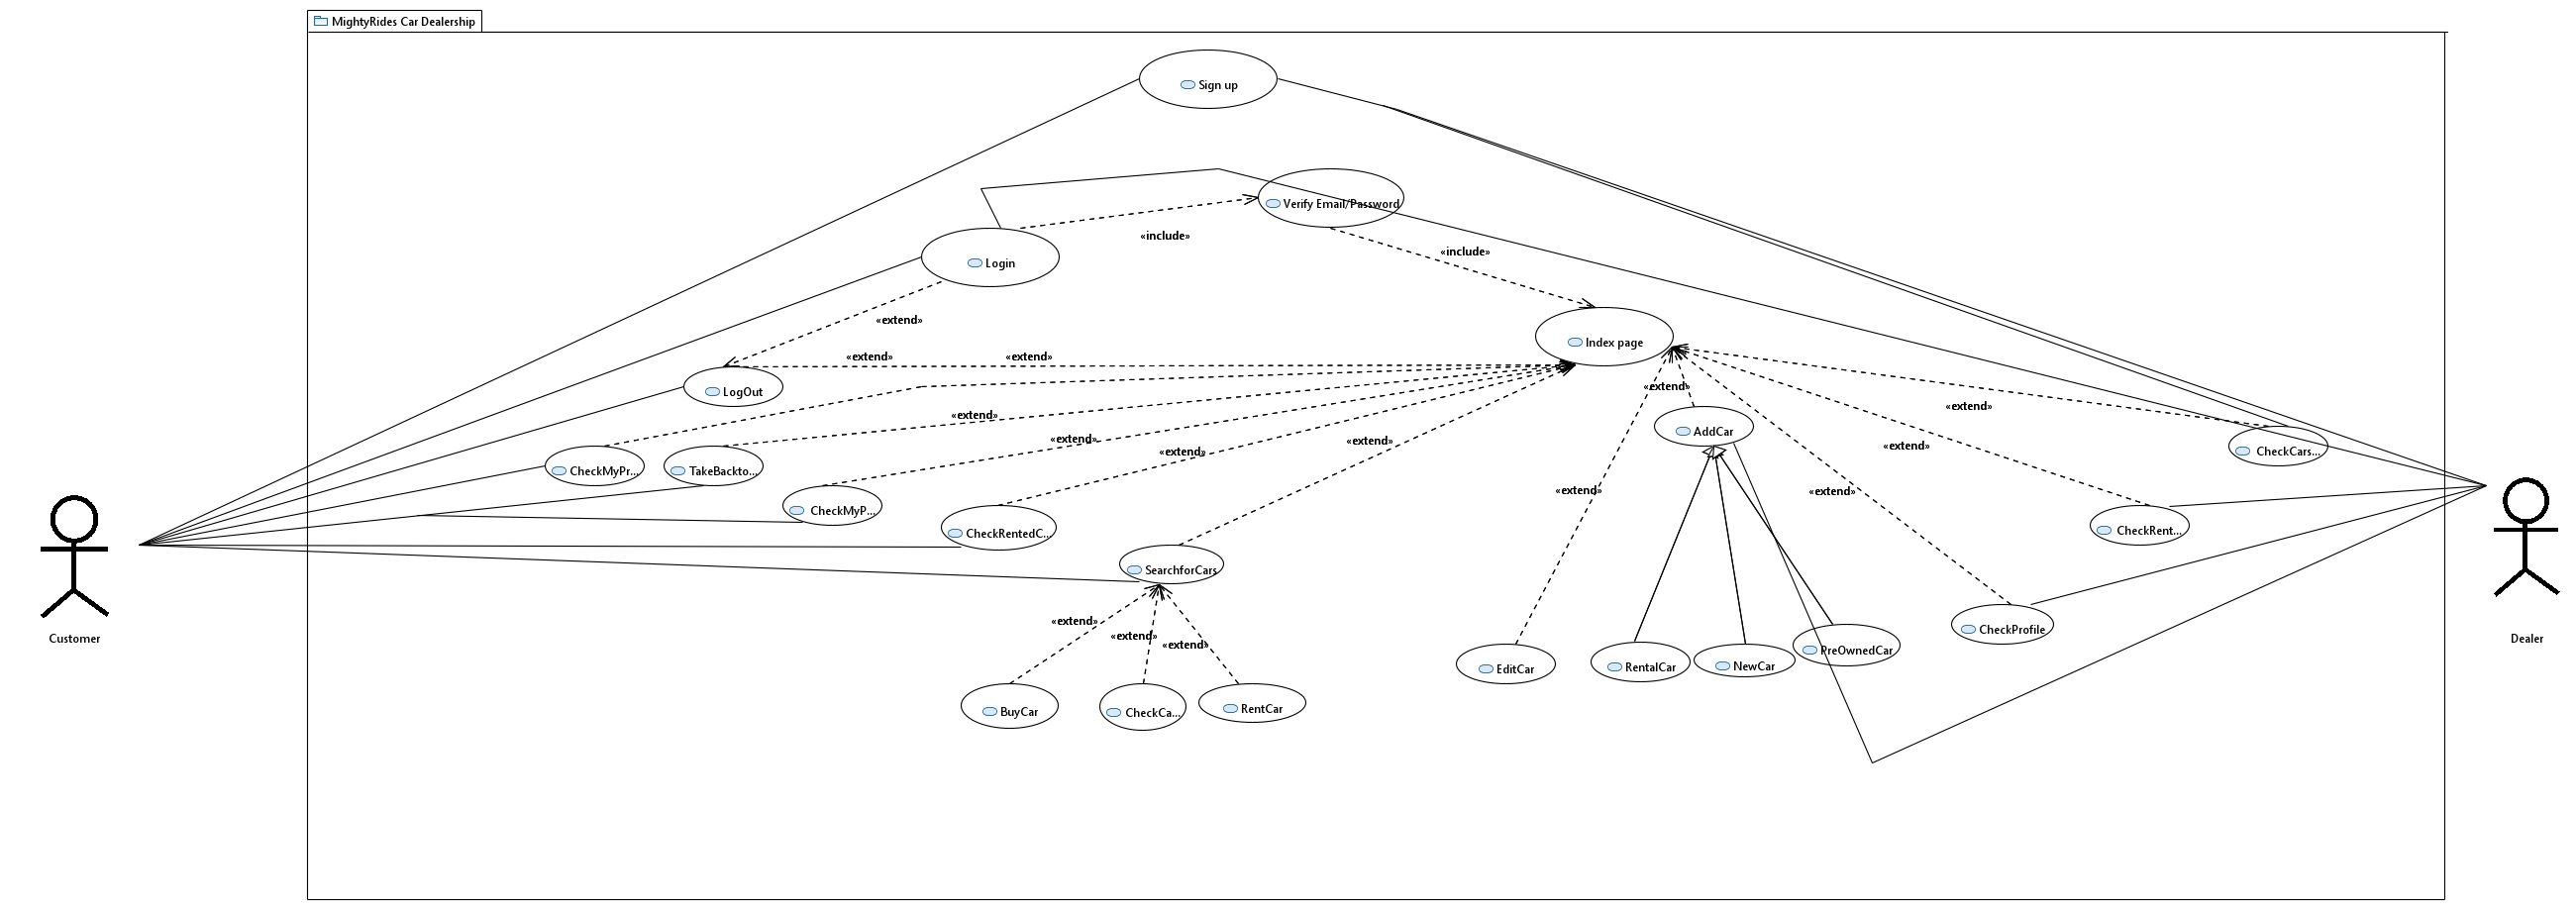 MightyRides Car Dealership
Sign up
Verify Email/Password
«include»
«include»
Login
«extend»
Index page
«extend»
«extend»
LogOut
«extend»
«extend»
AddCar
«extend»
«extend»
«extend»
«extend»
«extend»
CheckCars...
CheckMyPr...
TakeBackto...
«extend»
«extend»
CheckMyP...
CheckRentedC...
CheckRent...
SearchforCars
«extend»
«extend»
«extend»
CheckProfile
Customer
Dealer
EditCar
RentalCar
NewCar
PreOwnedCar
BuyCar
CheckCa...
RentCar